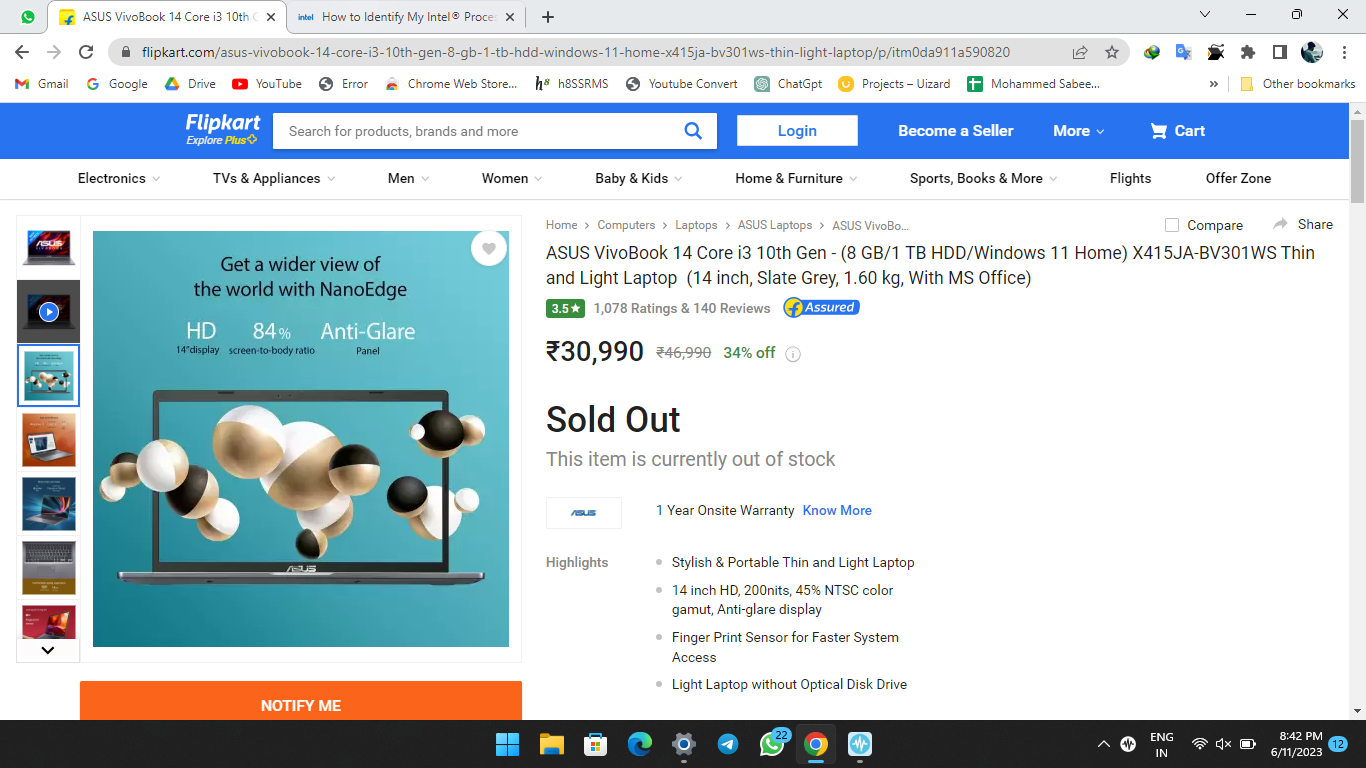 ASUS VivoBook 14 Core i3 10th G
intel How to Identify My Intel® Proces
flipkart.com/asus-vivobook-14-core-i3-10th-gen-8-gb-1-tb-hdd-windows-11-home-x415ja-bv301ws-thin-light-laptop/p/itm0da911a590820
Gmail Google Drive YouTube Error Chrome Web Store... h8 h8SSRMS Youtube Convert ChatGpt Projects – Uizard Mohammed Sabee... » Other bookmarks
Flipkart
Explore Plus
Search for products, brands and more
Login
Become a Seller
More
Cart
Electronics TVs & Appliances Men Women Baby & Kids Home & Furniture Sports, Books & More Flights Offer Zone
Get a wider view of
the world with NanoEdge
HD 84% Anti-Glare
14"display screen-to-body ratio Panel
ASUS
NOTIFY ME
Home > Computers > Laptops > ASUS Laptops > ASUS VivoBo...
Compare Share
ASUS VivoBook 14 Core i3 10th Gen - (8 GB/1 TB HDD/Windows 11 Home) X415JA-BV301WS Thin
and Light Laptop (14 inch, Slate Grey, 1.60 kg, With MS Office)
3.5★ 1,078 Ratings & 140 Reviews f Assured
₹30,990 ₹46,990 34% off i
Sold Out
This item is currently out of stock
ASUS
1 Year Onsite Warranty Know More
Highlights
• Stylish & Portable Thin and Light Laptop
• 14 inch HD, 200nits, 45% NTSC color
gamut, Anti-glare display
• Finger Print Sensor for Faster System
Access
• Light Laptop without Optical Disk Drive
22
ENG
IN
8:42 PM
6/11/2023
12